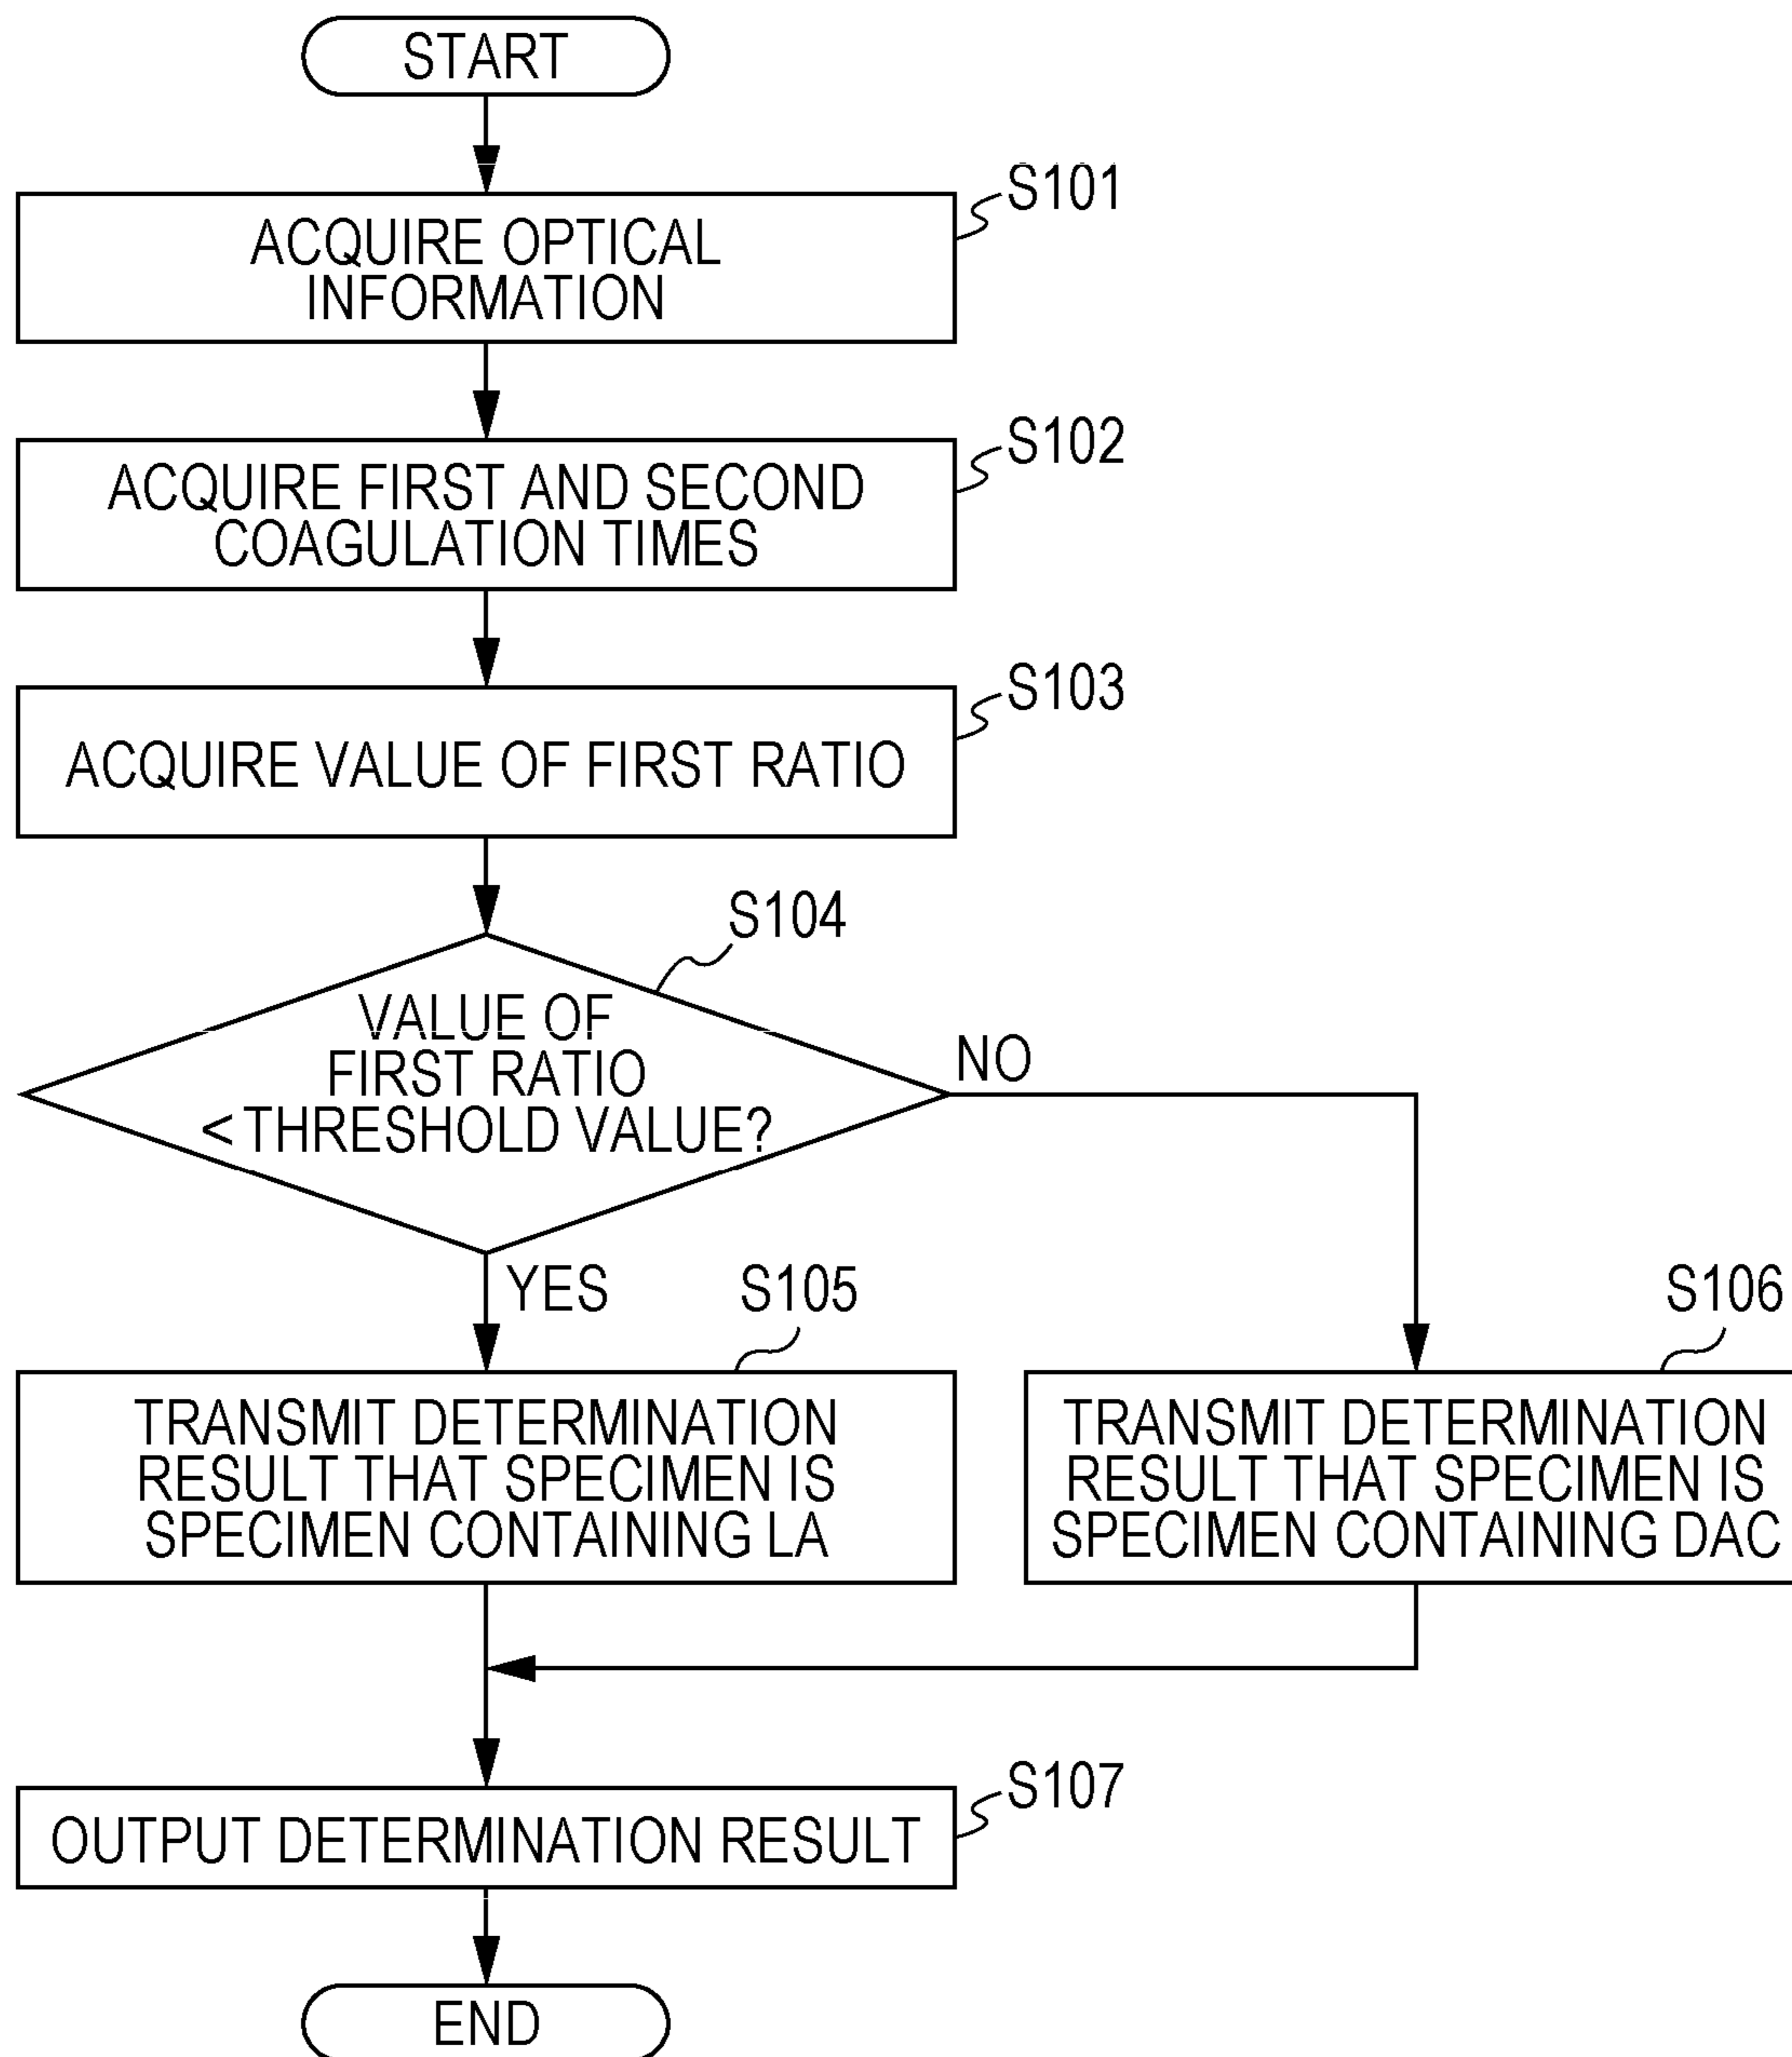 START
S101
ACQUIRE OPTICAL
INFORMATION
S102
ACQUIRE FIRST AND SECOND
COAGULATION TIMES
S103
ACQUIRE VALUE OF FIRST RATIO
S104
VALUE OF
FIRST RATIO
< THRESHOLD VALUE?
NO
YES
S105
TRANSMIT DETERMINATION
RESULT THAT SPECIMEN IS
SPECIMEN CONTAINING LA
S106
TRANSMIT DETERMINATION
RESULT THAT SPECIMEN IS
SPECIMEN CONTAINING DAC
S107
OUTPUT DETERMINATION RESULT
END